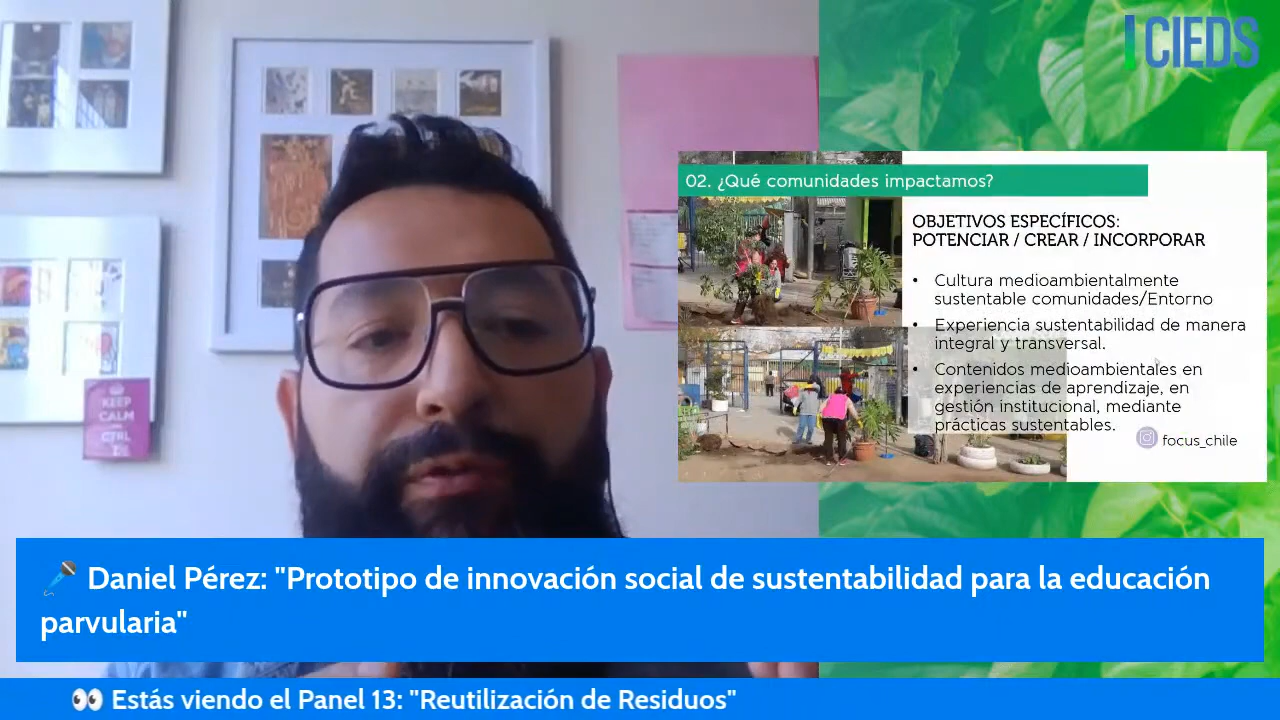 CIEDS
02. ¿Qué comunidades impactamos?
OBJETIVOS ESPECÍFICOS:
POTENCIAR / CREAR / INCORPORAR
• Cultura medioambientalmente
sustentable comunidades/Entorno
• Experiencia sustentabilidad de manera
integral y transversal.
• Contenidos medioambientales en
experiencias de aprendizaje, en
gestión institucional, mediante
prácticas sustentables.
focus_chile
KEEP
CALM
CTRL
Z
🎤 Daniel Pérez: "Prototipo de innovación social de sustentabilidad para la educación
parvularia"
👀 Estás viendo el Panel 13: "Reutilización de Residuos"